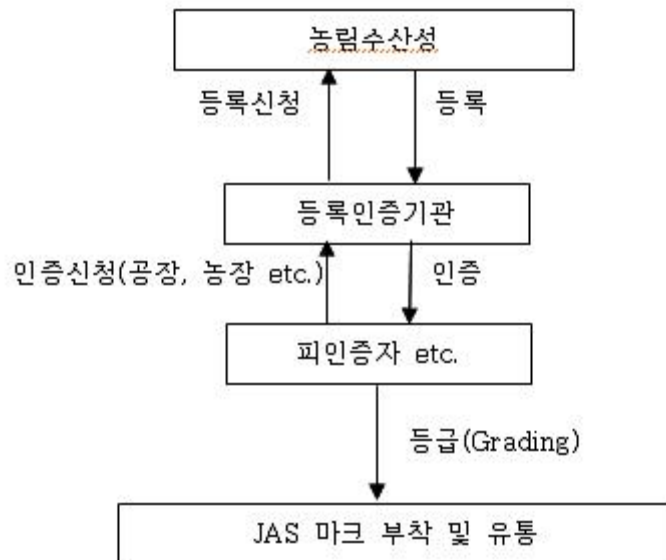 농림수산성
등록신청
등록
등록인증기관
인증신청(공장, 농장 etc.)
인증
피인증자 etc.
등급(Grading)
JAS 마크 부착 및 유통